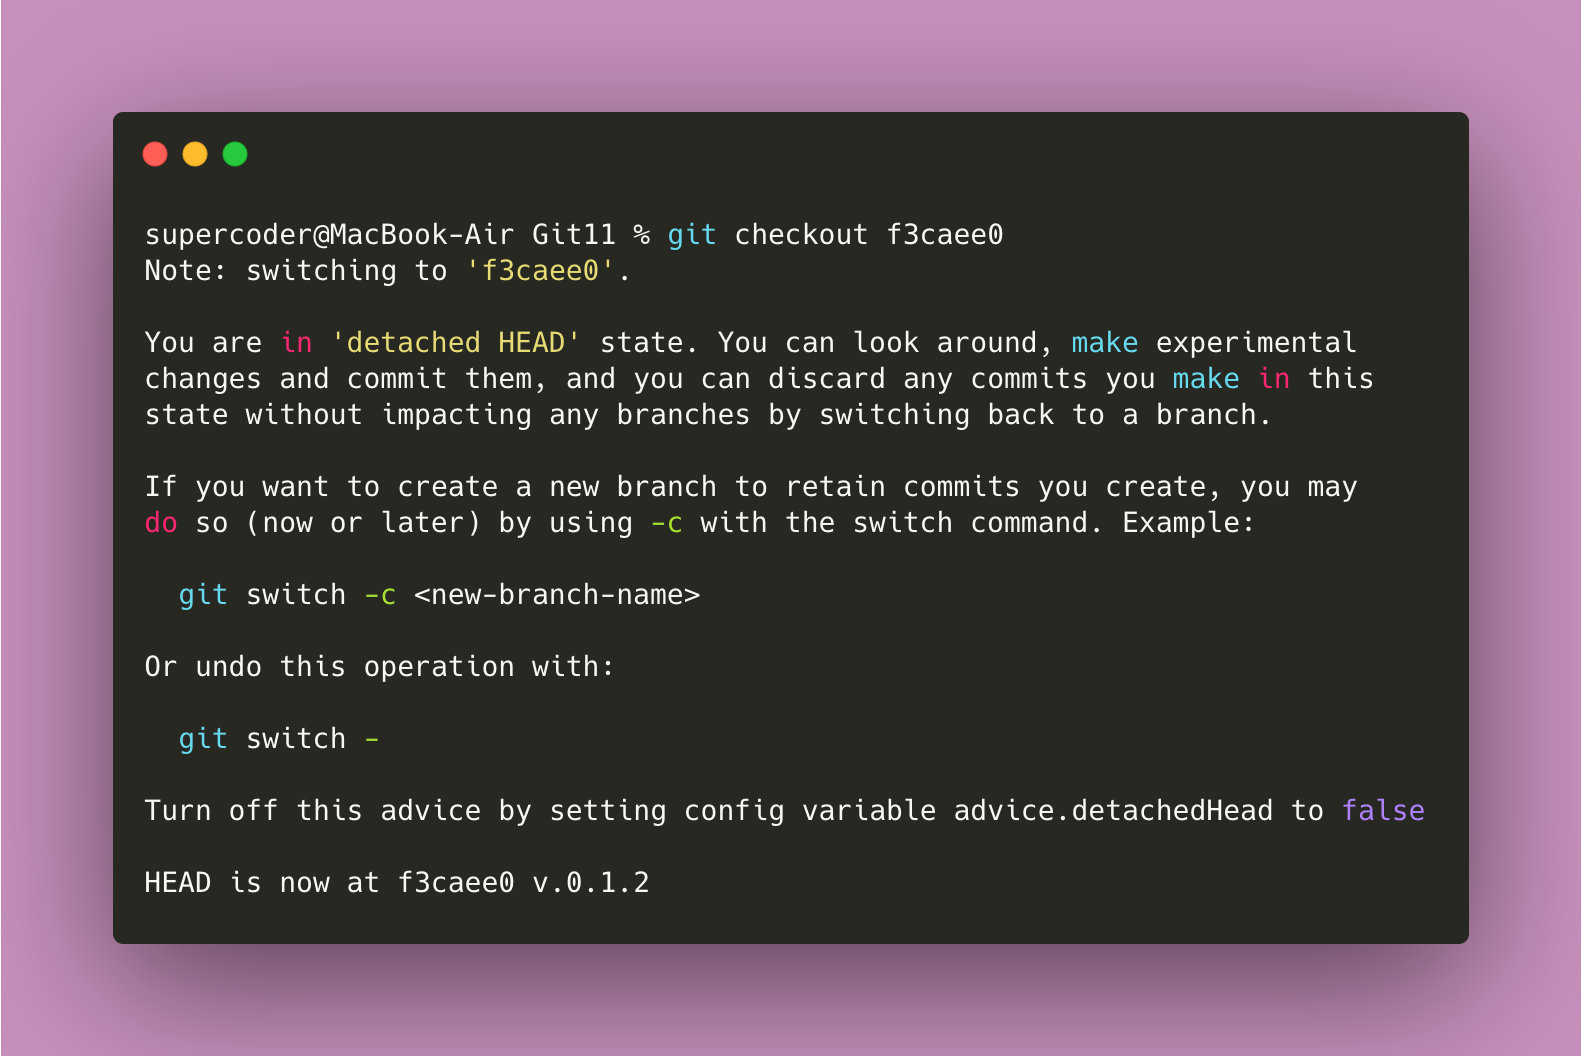 supercoder@MacBook-Air Git11 % git checkout f3caee0
Note: switching to 'f3caee0'.
You are in 'detached HEAD' state. You can look around, make experimental
changes and commit them, and you can discard any commits you make in this
state without impacting any branches by switching back to a branch.
If you want to create a new branch to retain commits you create, you may
do so (now or later) by using -c with the switch command. Example:
git switch -c <new-branch-name>
Or undo this operation with:
git switch -
Turn off this advice by setting config variable advice.detachedHead to false
HEAD is now at f3caee0 v.0.1.2